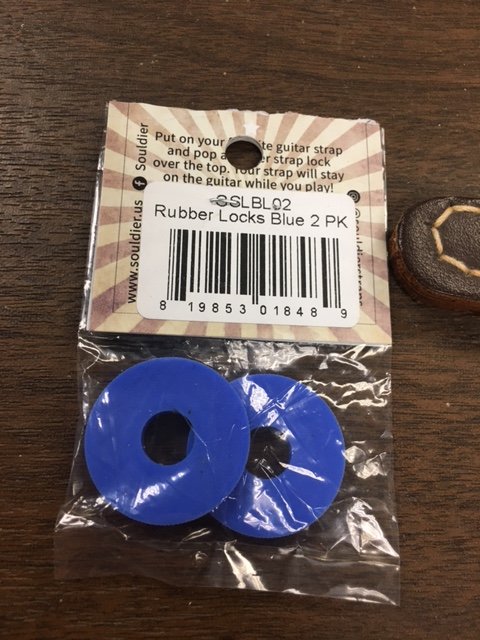 Put on your guitar strap
and pop a strap lock
over the top. Your strap will stay
on the guitar while you play!
SSLBL02
Rubber Locks Blue 2 PK
8 19853 01848 9
www.souldier.us
f Souldier
@souldierstraps